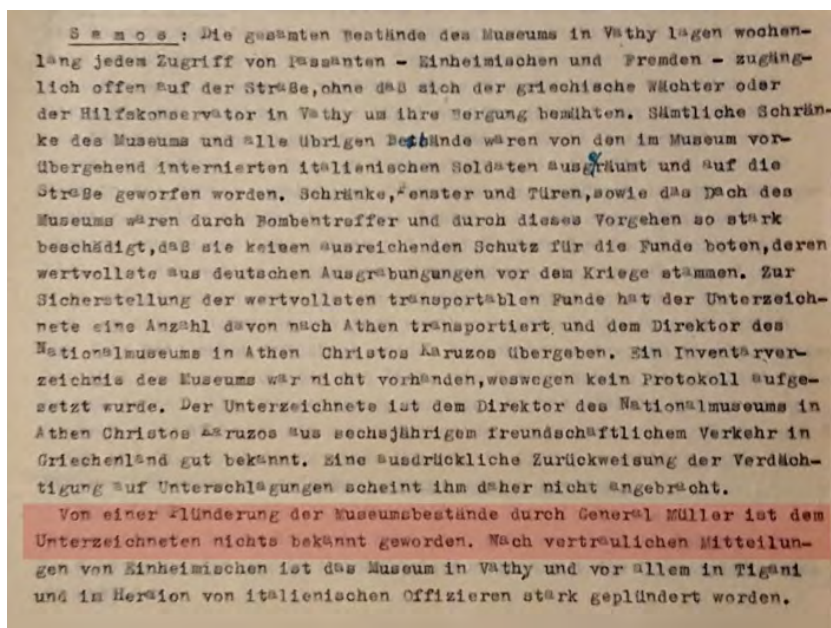 Samos: Die gesamten Bestände des Museums in Vathy lagen wochen-
lang jedem Zugriff von Passanten - Einheimischen und Fremden - zugäng-
lich offen auf der Straße,ohne daß sich der griechische Wächter oder
der Hilfskonservator in Vathy um ihre Bergung bemühten. Sämtliche Schrän-
ke des Museums und alle übrigen Bestände waren von den im Museum vor-
übergehend internierten italienischen Soldaten ausgeräumt und auf die
Straße geworfen worden. Schränke,Fenster und Türen,sowie das Dach des
Museums waren durch Bombentreffer und durch dieses Vorgehen so stark
beschädigt,daß sie keinen ausreichenden Schutz für die Funde boten,deren
wertvollste aus deutschen Ausgrabungungen vor dem Kriege stammen. Zur
Sicherstellung der wertvollsten transportablen Funde hat der Unterzeich-
nete eine Anzahl davon nach Athen transportiert und dem Direktor des
Nationalmuseums in Athen Christos Karuzos übergeben. Ein Inventarver-
zeichnis des Museums war nicht vorhanden,weswegen kein Protokoll aufge-
setzt wurde. Der Unterzeichnete ist dem Direktor des Nationalmuseums in
Athen Christos Karuzos aus sechsjährigem freundschaftlichem Verkehr in
Griechenland gut bekannt. Eine ausdrückliche Zurückweisung der Verdäch-
tigung auf Unterschlagungen scheint ihm daher nicht angebracht.
Von einer Plünderung der Museumsbestände durch General Müller ist dem
Unterzeichneten nichts bekannt geworden. Nach vertraulichen Mitteilun-
gen von Einheimischen ist das Museum in Vathy und vor allem in Tigani
und im Heraion von italienischen Offizieren stark geplündert worden.